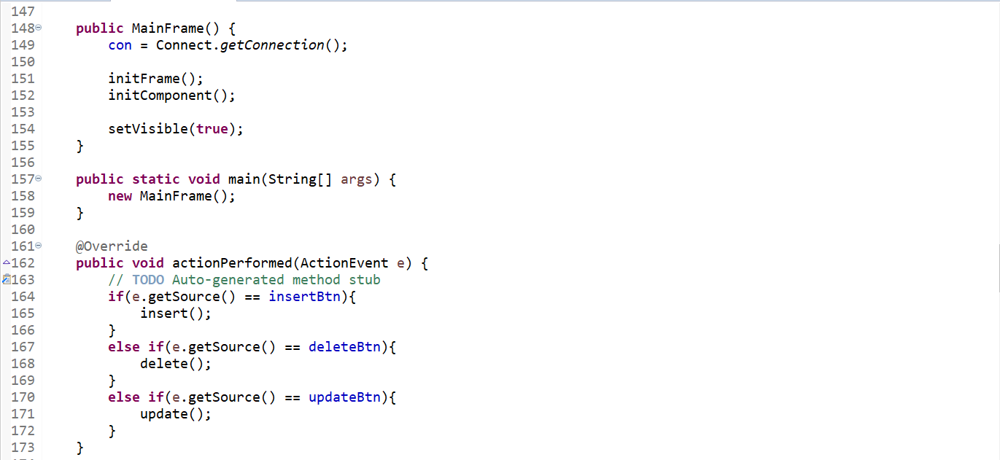 147
148 public MainFrame() {
149 con = Connect.getConnection();
150
151 initFrame();
152 initComponent();
153
154 setVisible(true);
155 }
156
157 public static void main(String[] args) {
158 new MainFrame();
159 }
160
161 @Override
162 public void actionPerformed(ActionEvent e) {
163 // TODO Auto-generated method stub
164 if(e.getSource() == insertBtn){
165 insert();
166 }
167 else if(e.getSource() == deleteBtn){
168 delete();
169 }
170 else if(e.getSource() == updateBtn){
171 update();
172 }
173 }